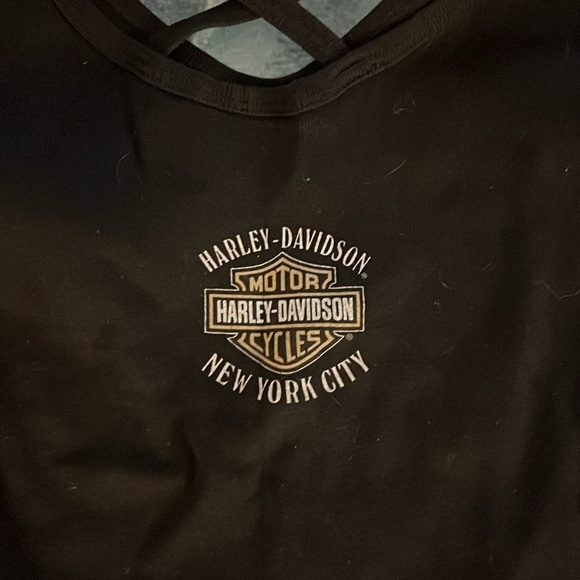 HARLEY-DAVIDSON®
MOTOR
HARLEY-DAVIDSON
CYCLES®
NEW YORK CITY